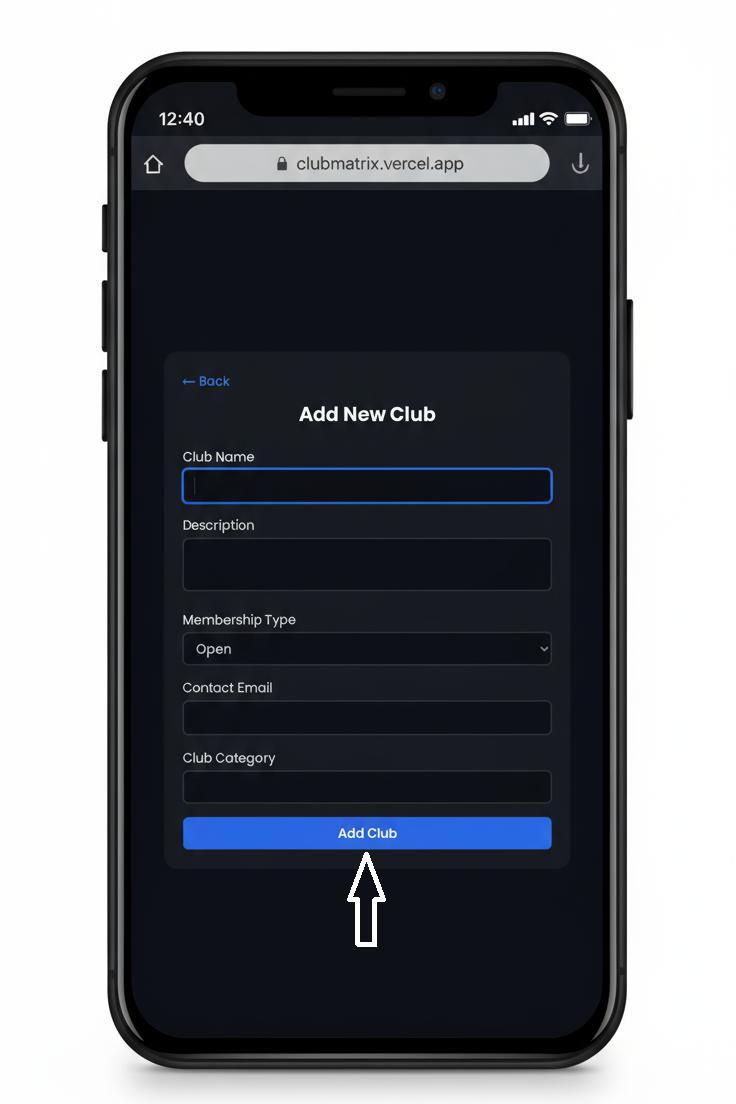 12:40
clubmatrix.vercel.app
← Back
Add New Club
Club Name
Description
Membership Type
Open
Contact Email
Club Category
Add Club